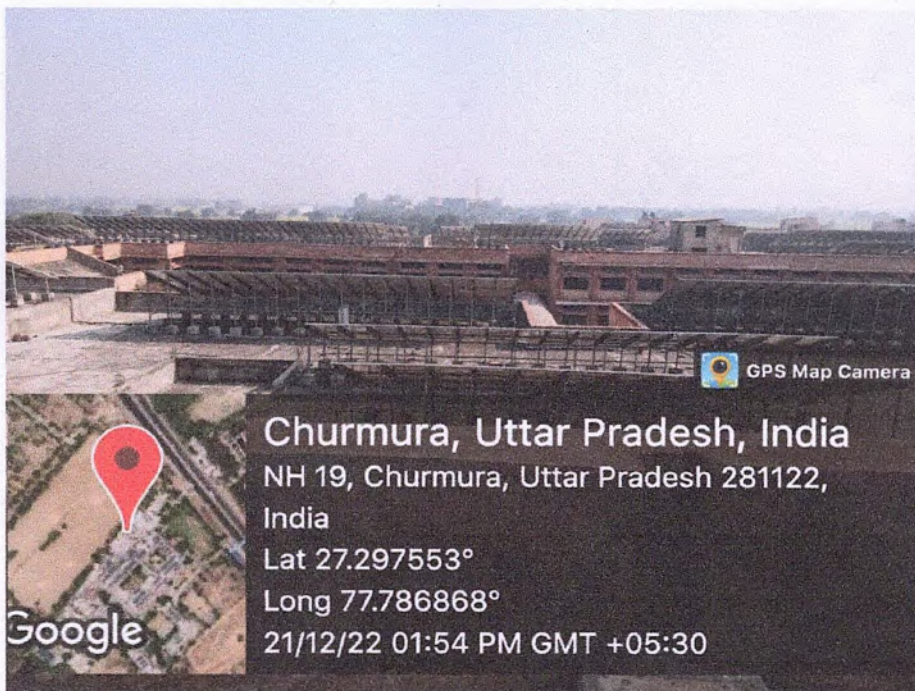 GPS Map Camera
Churmura, Uttar Pradesh, India
NH 19, Churmura, Uttar Pradesh 281122,
India
Lat 27.297553°
Long 77.786868°
21/12/22 01:54 PM GMT +05:30
Google